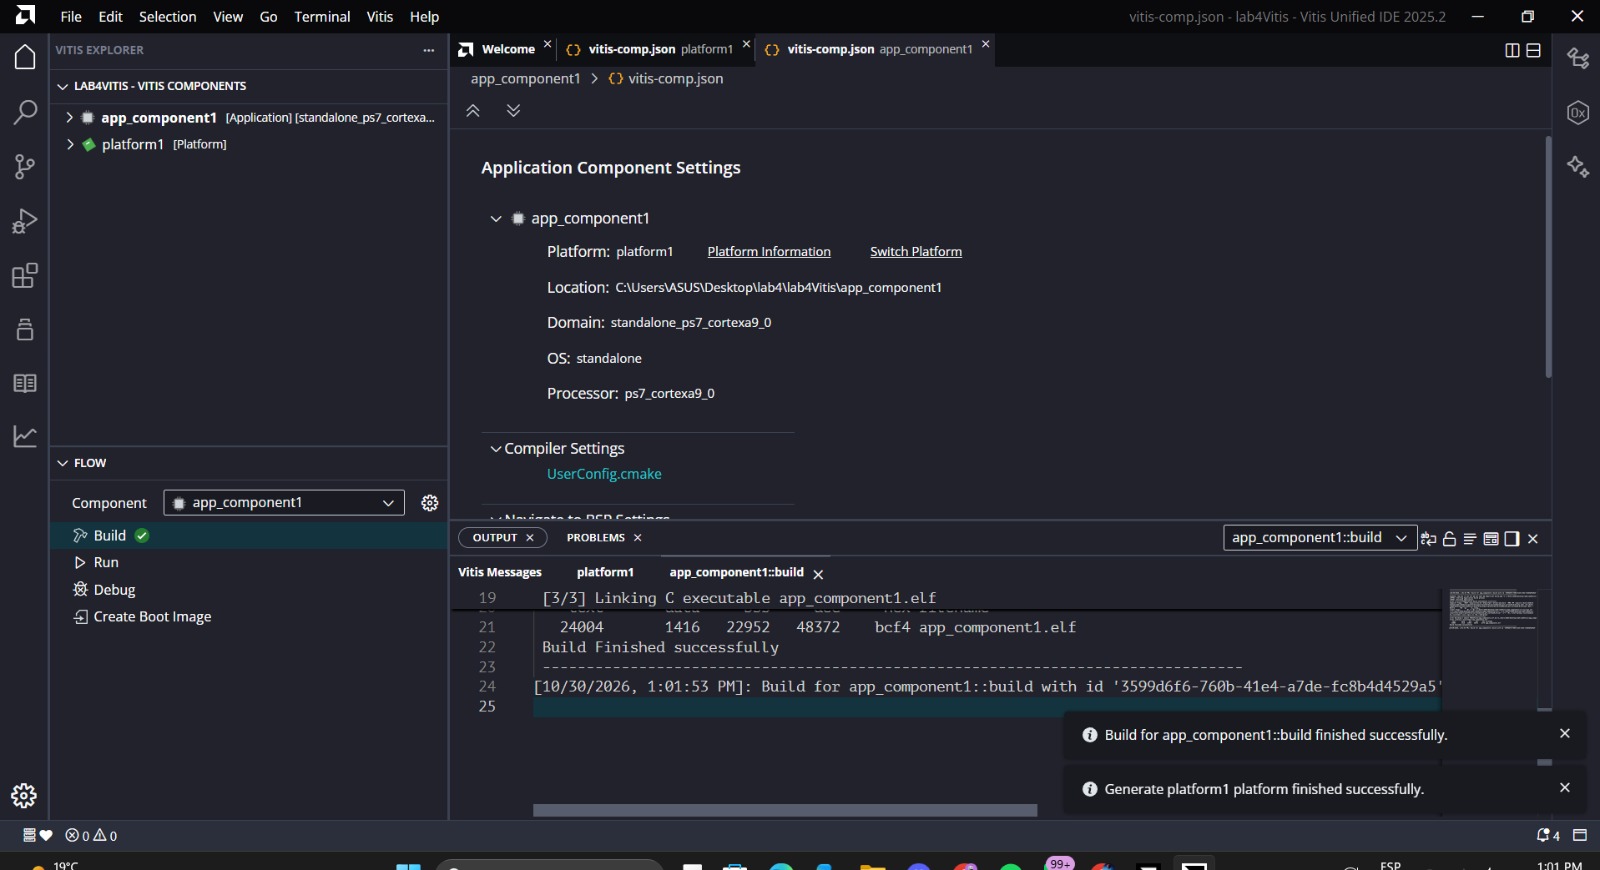 File Edit Selection View Go Terminal Vitis Help
vitis-comp.json - lab4Vitis - Vitis Unified IDE 2025.2
VITIS EXPLORER
LAB4VITIS - VITIS COMPONENTS
app_component1 [Application] [standalone_ps7_cortexa...
platform1 [Platform]
FLOW
Component app_component1
Build
Run
Debug
Create Boot Image
Welcome
vitis-comp.json platform1
vitis-comp.json app_component1
app_component1 > {} vitis-comp.json
Application Component Settings
app_component1
Platform: platform1 Platform Information Switch Platform
Location: C:\Users\ASUS\Desktop\lab4\lab4Vitis\app_component1
Domain: standalone_ps7_cortexa9_0
OS: standalone
Processor: ps7_cortexa9_0
Compiler Settings
UserConfig.cmake
Navigate to BSP Settings
OUTPUT PROBLEMS
app_component1::build
Vitis Messages platform1 app_component1::build
19 [3/3] Linking C executable app_component1.elf
21 24004 1416 22952 48372 bcf4 app_component1.elf
22 Build Finished successfully
23 ----------------------------------------------------------------------------
24 [10/30/2026, 1:01:53 PM]: Build for app_component1::build with id '3599d6f6-760b-41e4-a7de-fc8b4d4529a5'
25
Build for app_component1::build finished successfully.
Generate platform1 platform finished successfully.
0 0
4
19°C
99+
ESP
1:01 PM